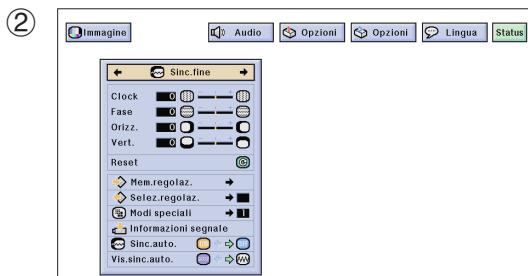 ②
Immagine Audio Opzioni Opzioni Lingua Status
Sinc.fine
Clock 0
Fase 0
Orizz. 0
Vert. 0
Reset
Mem.regolaz.
Selez.regolaz.
Modi speciali 1
Informazioni segnale
Sinc.auto.
Vis.sinc.auto.